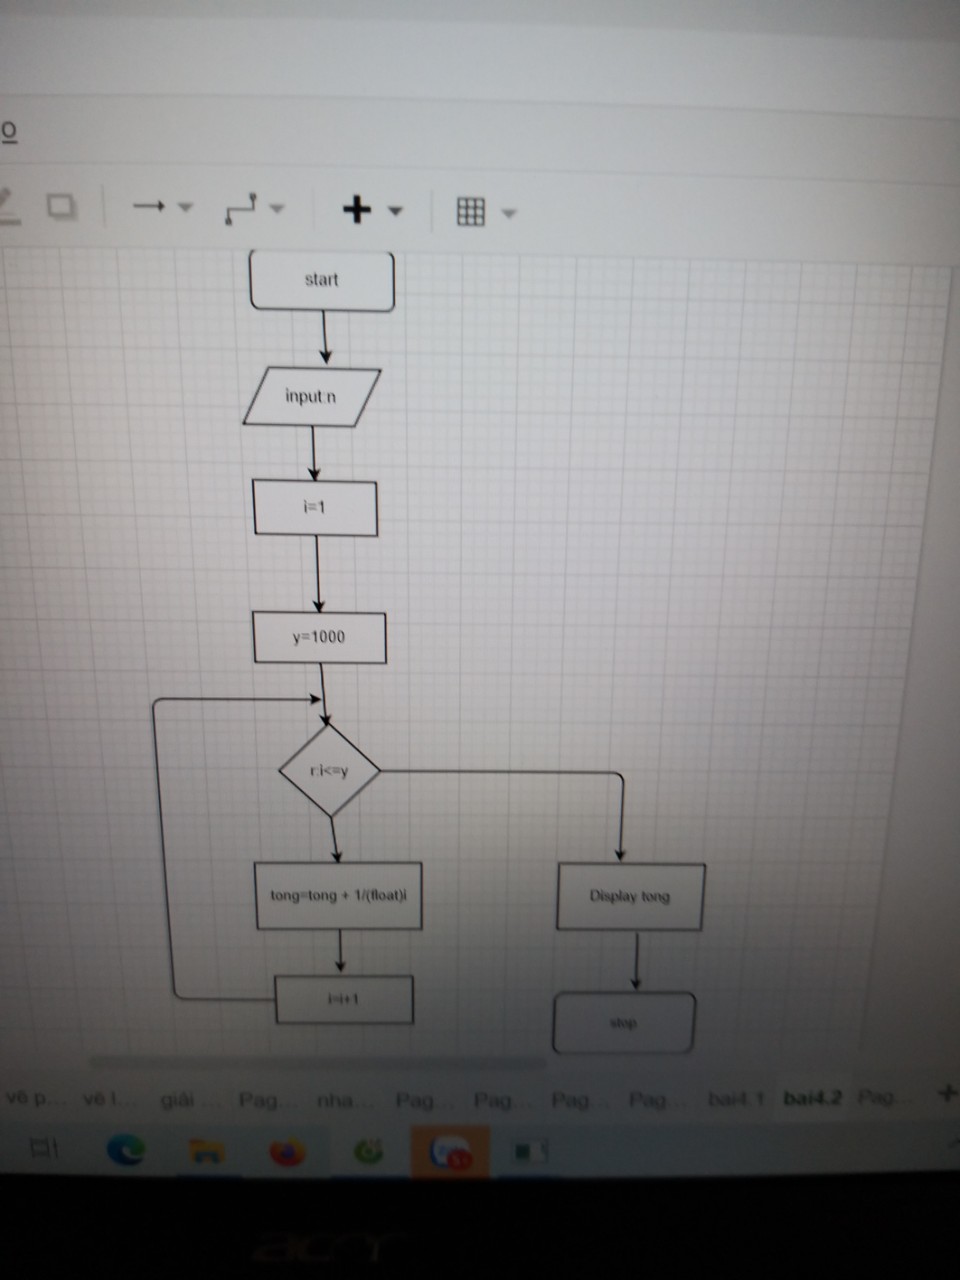 start
input:n
i=1
y=1000
r:i<=y
tong=tong + 1/(float)i
Display tong
i=i+1
stop
vẽ p... vẽ l... giải ... Pag... nha... Pag... Pag... Pag... Pag... bai4.1 bai4.2 Pag...
acer